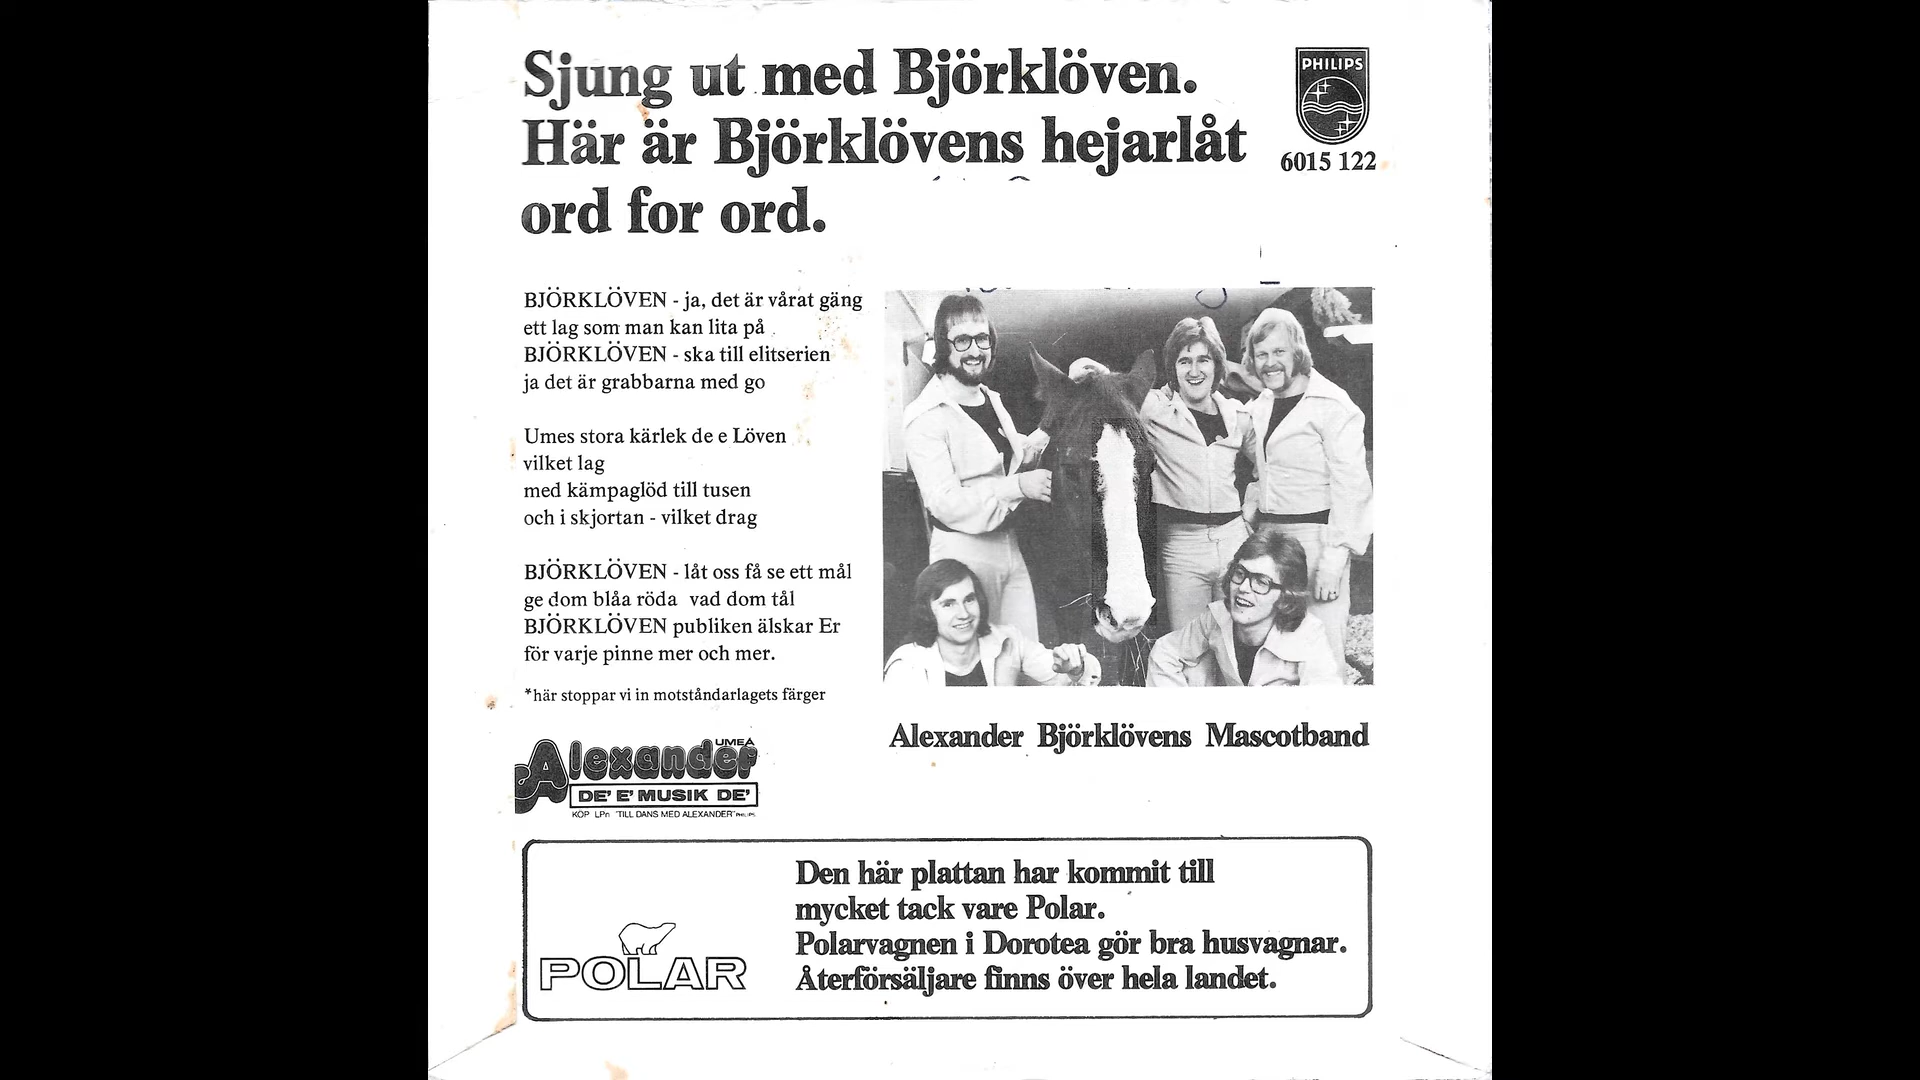 Sjung ut med Björklöven.
Här är Björklövens hejarlåt
ord for ord.
PHILIPS
6015 122
BJÖRKLÖVEN - ja, det är vårat gäng
ett lag som man kan lita på
BJÖRKLÖVEN - ska till elitserien
ja det är grabbarna med go
Umes stora kärlek de e Löven
vilket lag
med kämpaglöd till tusen
och i skjortan - vilket drag
BJÖRKLÖVEN - låt oss få se ett mål
ge dom blåa röda vad dom tål
BJÖRKLÖVEN publiken älskar Er
för varje pinne mer och mer.
*här stoppar vi in motståndarlagets färger
Alexander Björklövens Mascotband
UMEÅ
Alexander
DE' E' MUSIK DE'
KÖP LPn "TILL DANS MED ALEXANDER" PHILIPS
POLAR
Den här plattan har kommit till
mycket tack vare Polar.
Polarvagnen i Dorotea gör bra husvagnar.
Återförsäljare finns över hela landet.